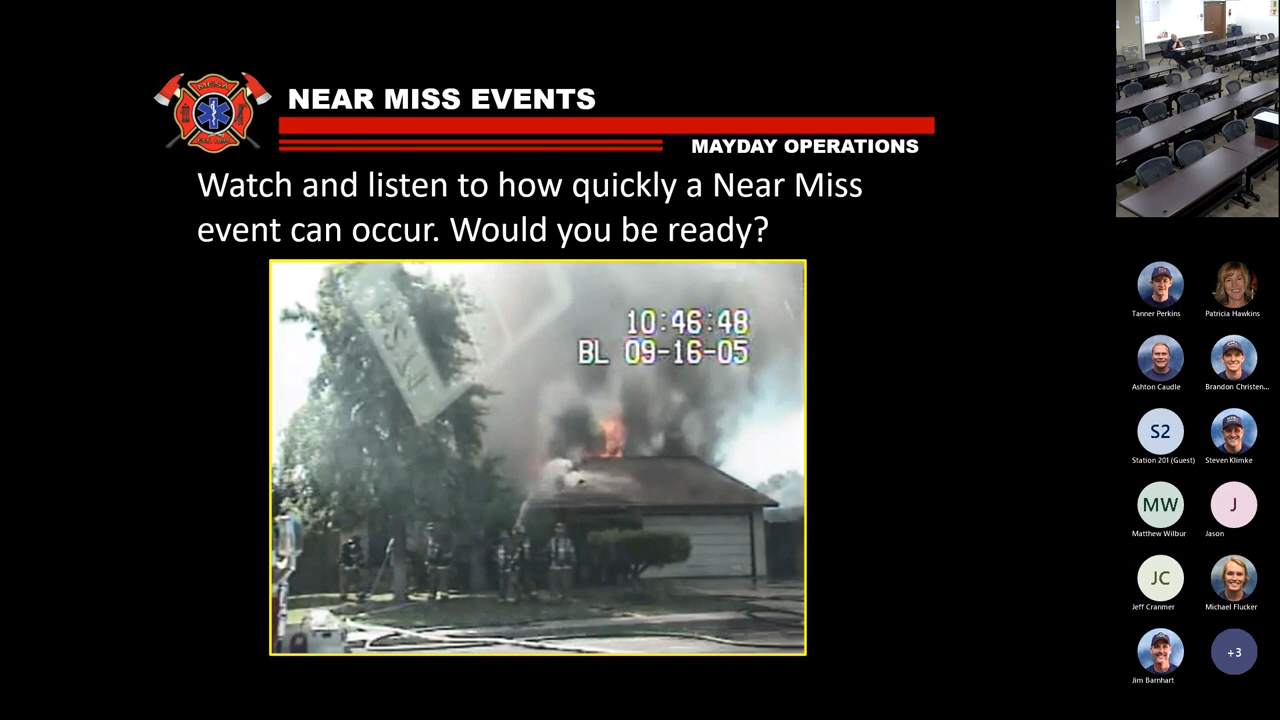 NEAR MISS EVENTS
MAYDAY OPERATIONS
Watch and listen to how quickly a Near Miss
event can occur. Would you be ready?
10:46:48
BL 09-16-05
Tanner Perkins
Patricia Hawkins
Ashton Caudle
Brandon Christen...
S2
Station 201 (Guest)
Steven Klimke
MW
Matthew Wilbur
J
Jason
JC
Jeff Cranmer
Michael Flucker
Jim Barnhart
+3